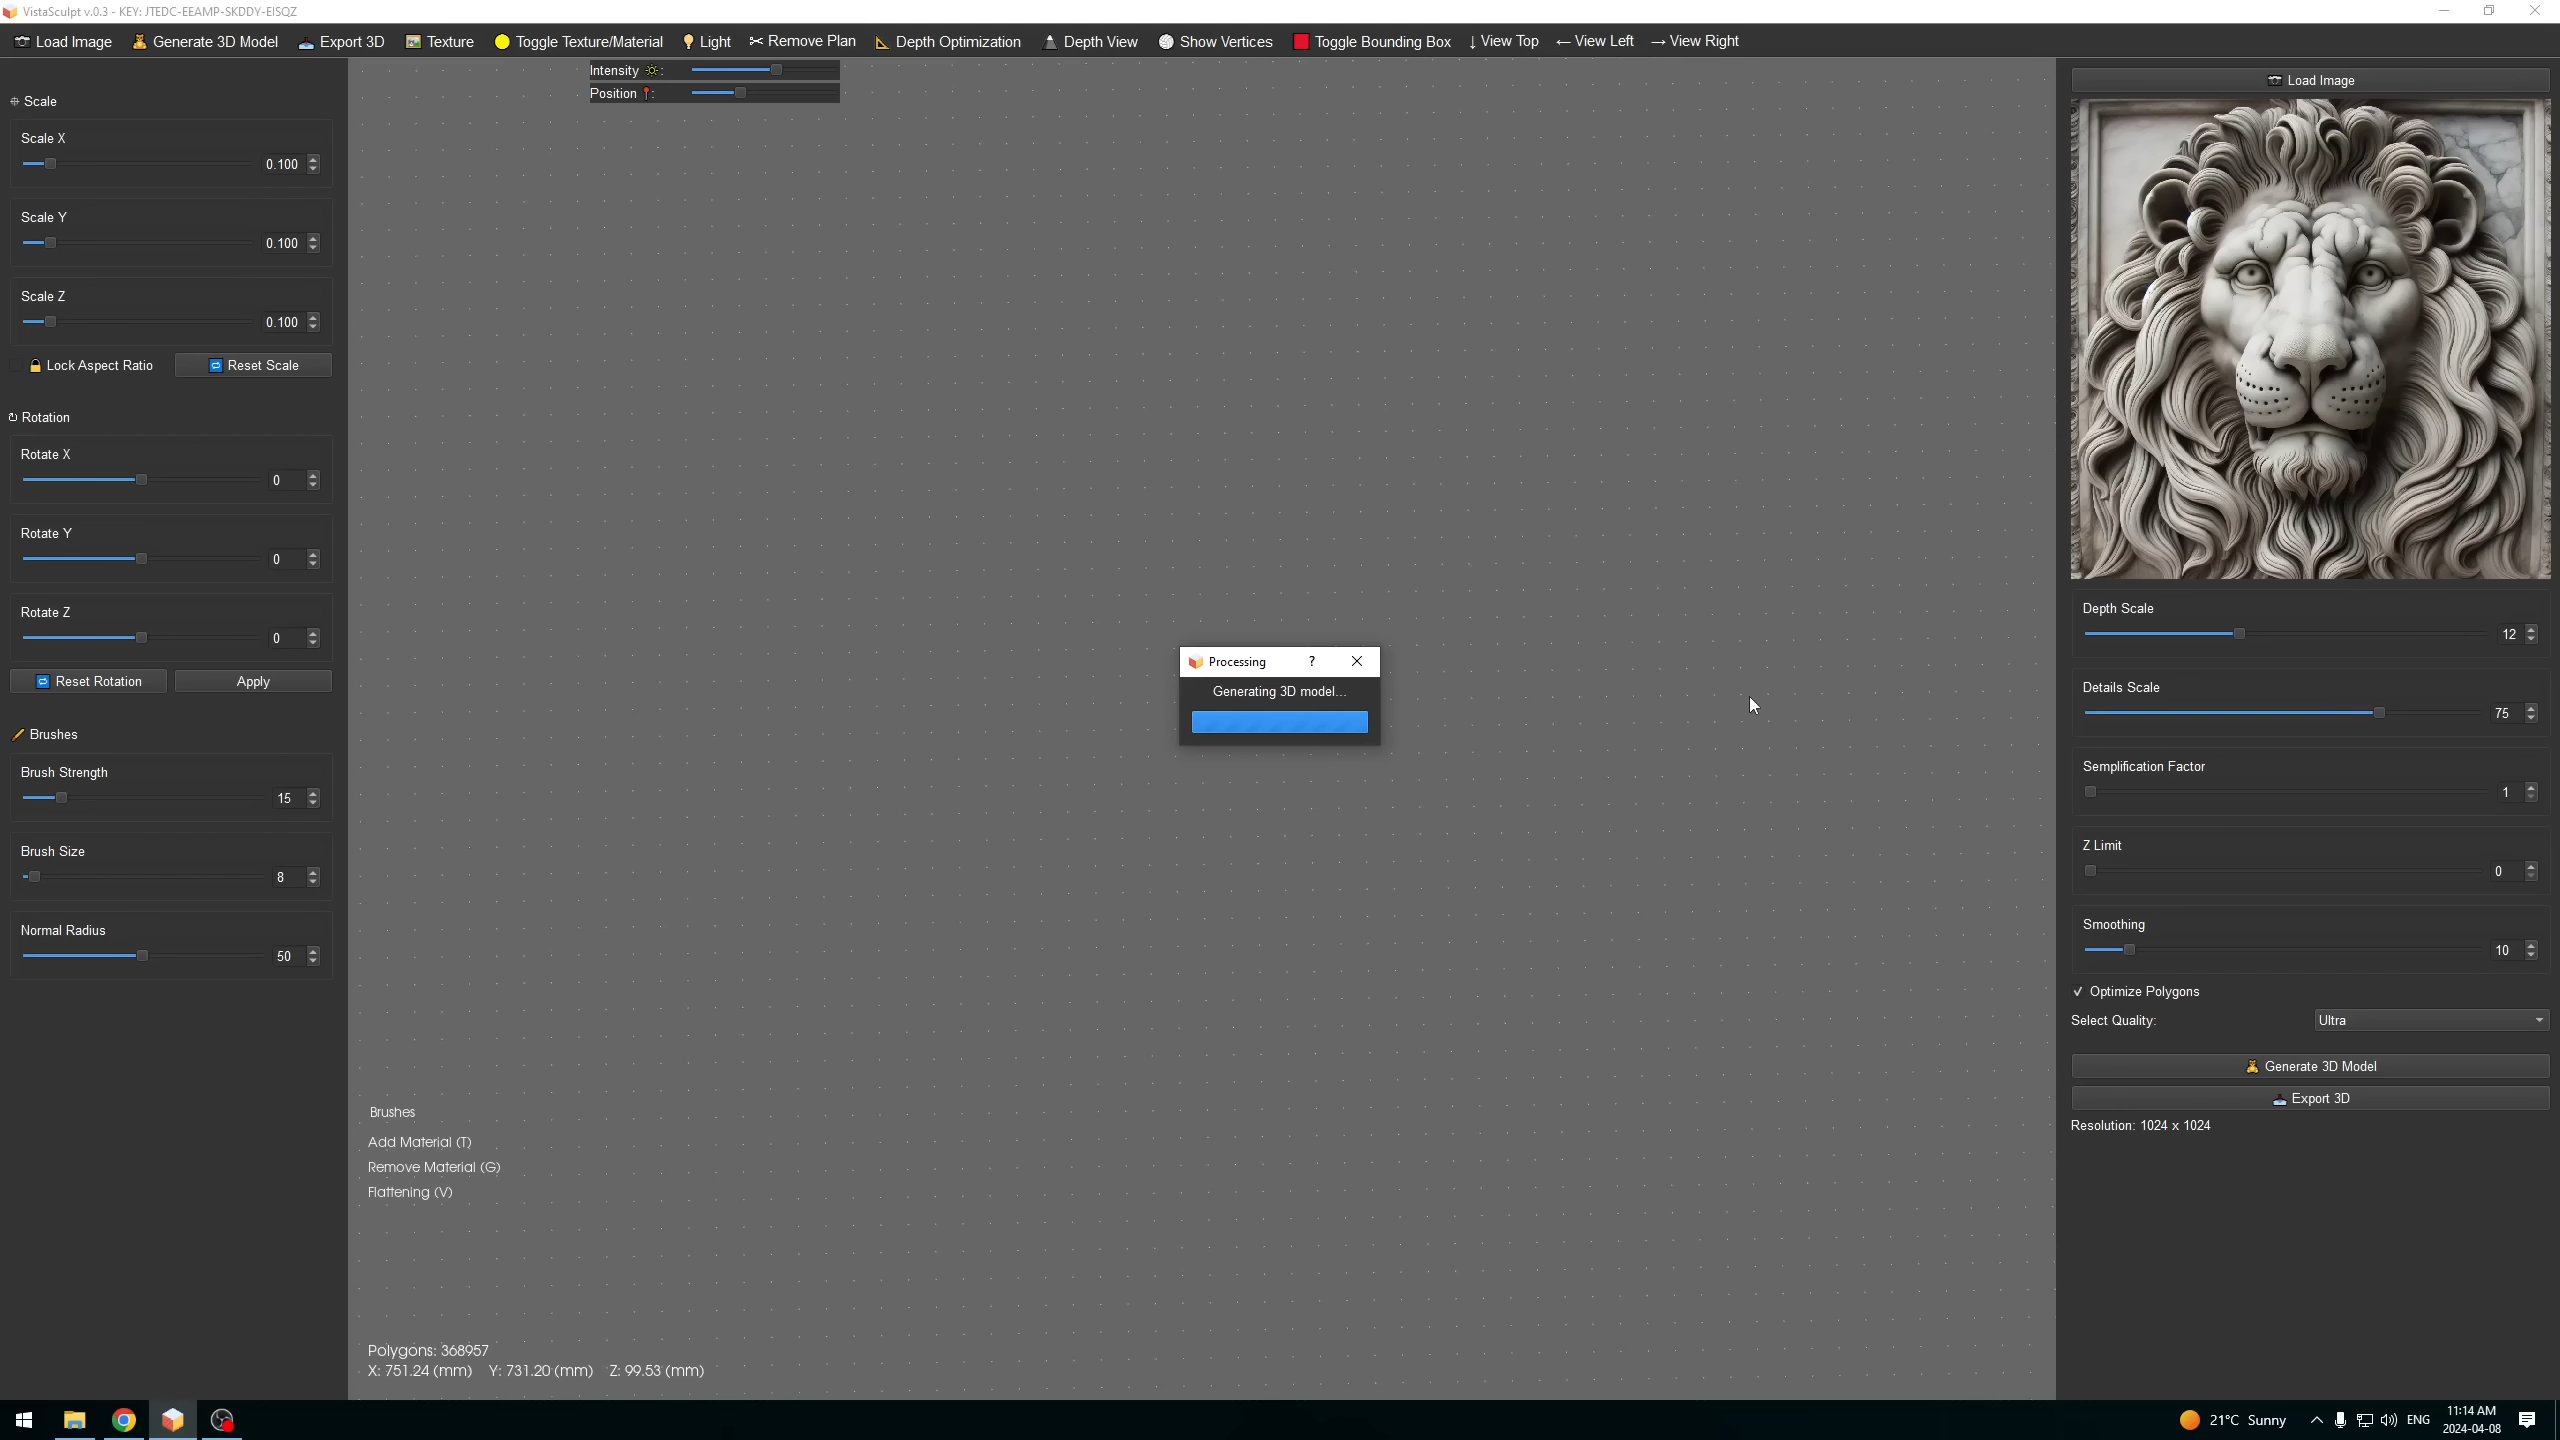 VistaSculpt v.0.3 - KEY: JTEDC-EEAMP-SKDDY-EISQZ
Load Image Generate 3D Model Export 3D Texture Toggle Texture/Material Light Remove Plan Depth Optimization Depth View Show Vertices Toggle Bounding Box ↓ View Top ← View Left → View Right
Intensity :
Position :
Scale
Scale X
0.100
Scale Y
0.100
Scale Z
0.100
Lock Aspect Ratio Reset Scale
Rotation
Rotate X
0
Rotate Y
0
Rotate Z
0
Reset Rotation Apply
Brushes
Brush Strength
15
Brush Size
8
Normal Radius
50
Processing ?
Generating 3D model...
Brushes
Add Material (T)
Remove Material (G)
Flattening (V)
Polygons: 368957
X: 751.24 (mm) Y: 731.20 (mm) Z: 99.53 (mm)
Load Image
Depth Scale
12
Details Scale
75
Semplification Factor
1
Z Limit
0
Smoothing
10
Optimize Polygons
Select Quality: Ultra
Generate 3D Model
Export 3D
Resolution: 1024 x 1024
21°C Sunny
ENG
11:14 AM
2024-04-08